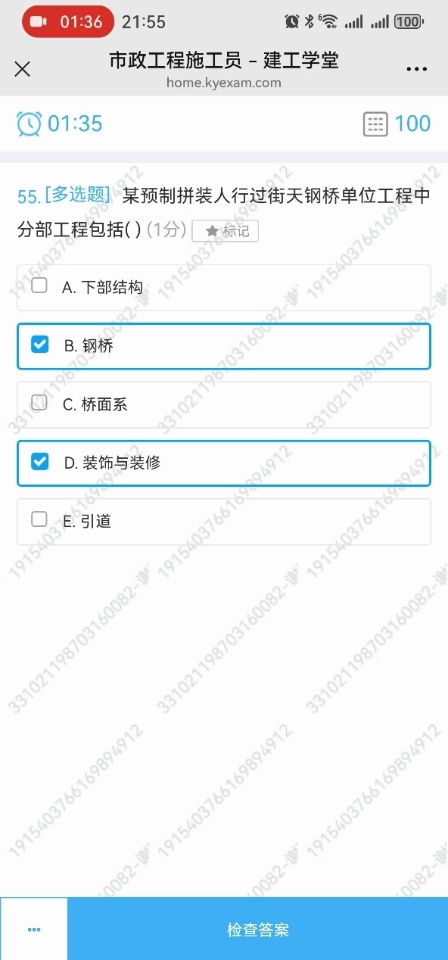 01:36 21:55 6 100
市政工程施工员 – 建工学堂
home.kyexam.com
01:35 100
55.[多选题] 某预制拼装人行过街天钢桥单位工程中
分部工程包括( ) (1分) ★ 标记
A. 下部结构
B. 钢桥
C. 桥面系
D. 装饰与装修
E. 引道
检查答案
191540376616989​4912
331021198703160082-谢